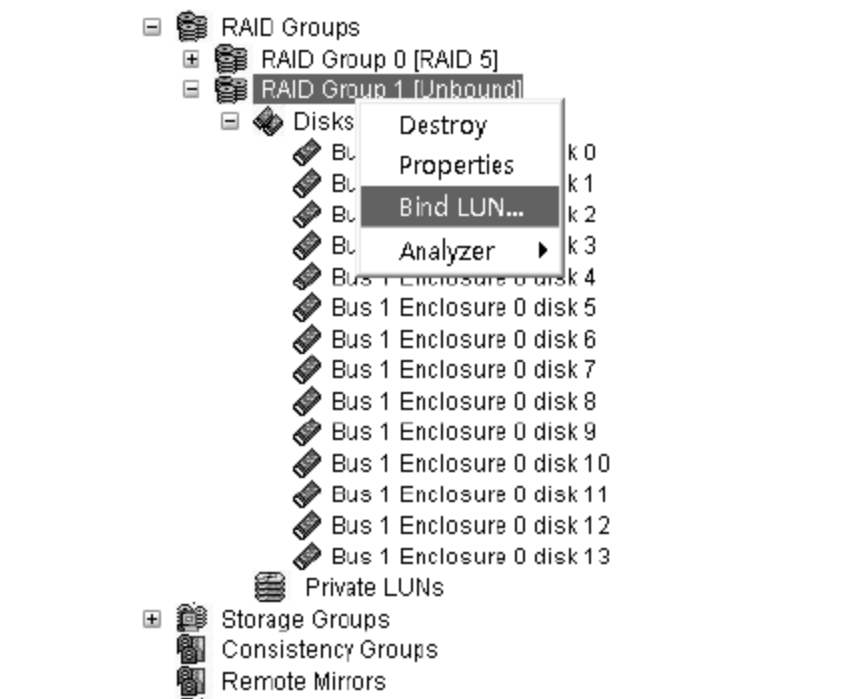 RAID Groups
RAID Group 0 [RAID 5]
RAID Group 1 [Unbound]
Disks
Destroy
Properties
Bind LUN...
Analyzer
k 0
k 1
k 2
k 3
Bus 1 Enclosure 0 disk 4
Bus 1 Enclosure 0 disk 5
Bus 1 Enclosure 0 disk 6
Bus 1 Enclosure 0 disk 7
Bus 1 Enclosure 0 disk 8
Bus 1 Enclosure 0 disk 9
Bus 1 Enclosure 0 disk 10
Bus 1 Enclosure 0 disk 11
Bus 1 Enclosure 0 disk 12
Bus 1 Enclosure 0 disk 13
Private LUNs
Storage Groups
Consistency Groups
Remote Mirrors